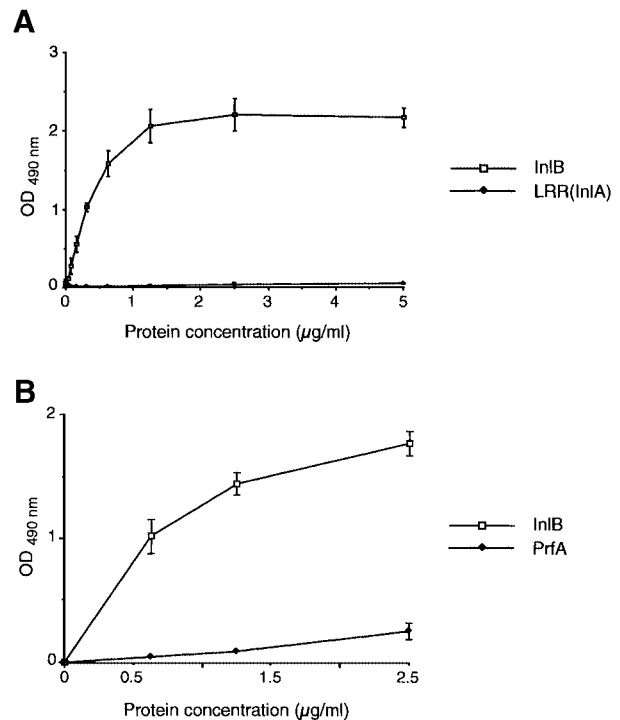 A
3
2
1
0
OD 490 nm
0 1 2 3 4 5
Protein concentration (µg/ml)
InlB
LRR(InlA)
B
2
1
0
OD 490 nm
0 0.5 1.5 2.5
Protein concentration (µg/ml)
InlB
PrfA